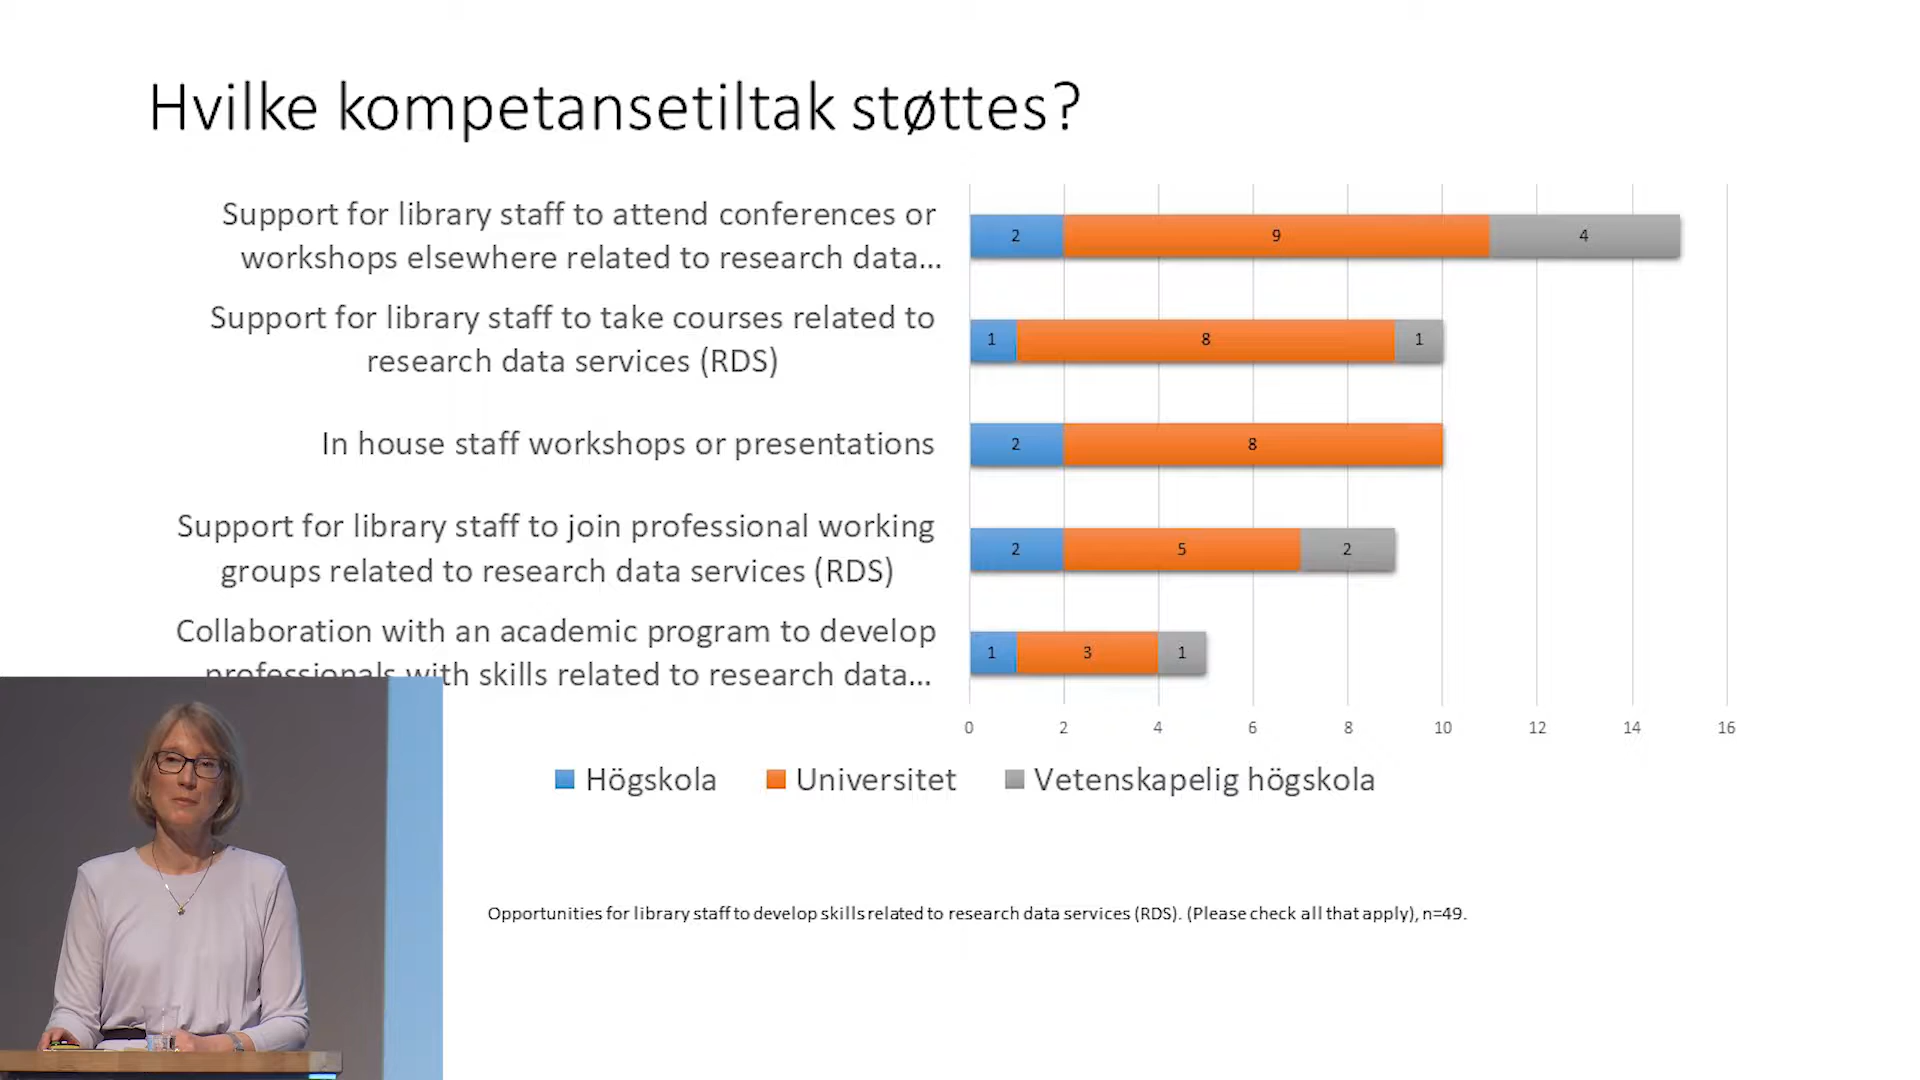 Hvilke kompetansetiltak støttes?
Support for library staff to attend conferences or
workshops elsewhere related to research data...
2
9
4
Support for library staff to take courses related to
research data services (RDS)
1
8
1
In house staff workshops or presentations
2
8
Support for library staff to join professional working
groups related to research data services (RDS)
2
5
2
Collaboration with an academic program to develop
professionals with skills related to research data...
1
3
1
0 2 4 6 8 10 12 14 16
Högskola Universitet Vetenskapelig högskola
Opportunities for library staff to develop skills related to research data services (RDS). (Please check all that apply), n=49.